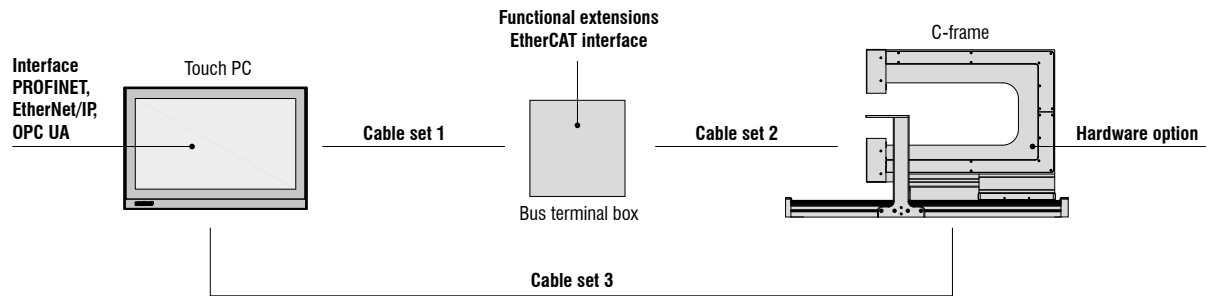 Functional extensions
EtherCAT interface
C-frame
Interface
PROFINET,
EtherNet/IP,
OPC UA
Touch PC
Cable set 1
Cable set 2
Hardware option
Bus terminal box
Cable set 3